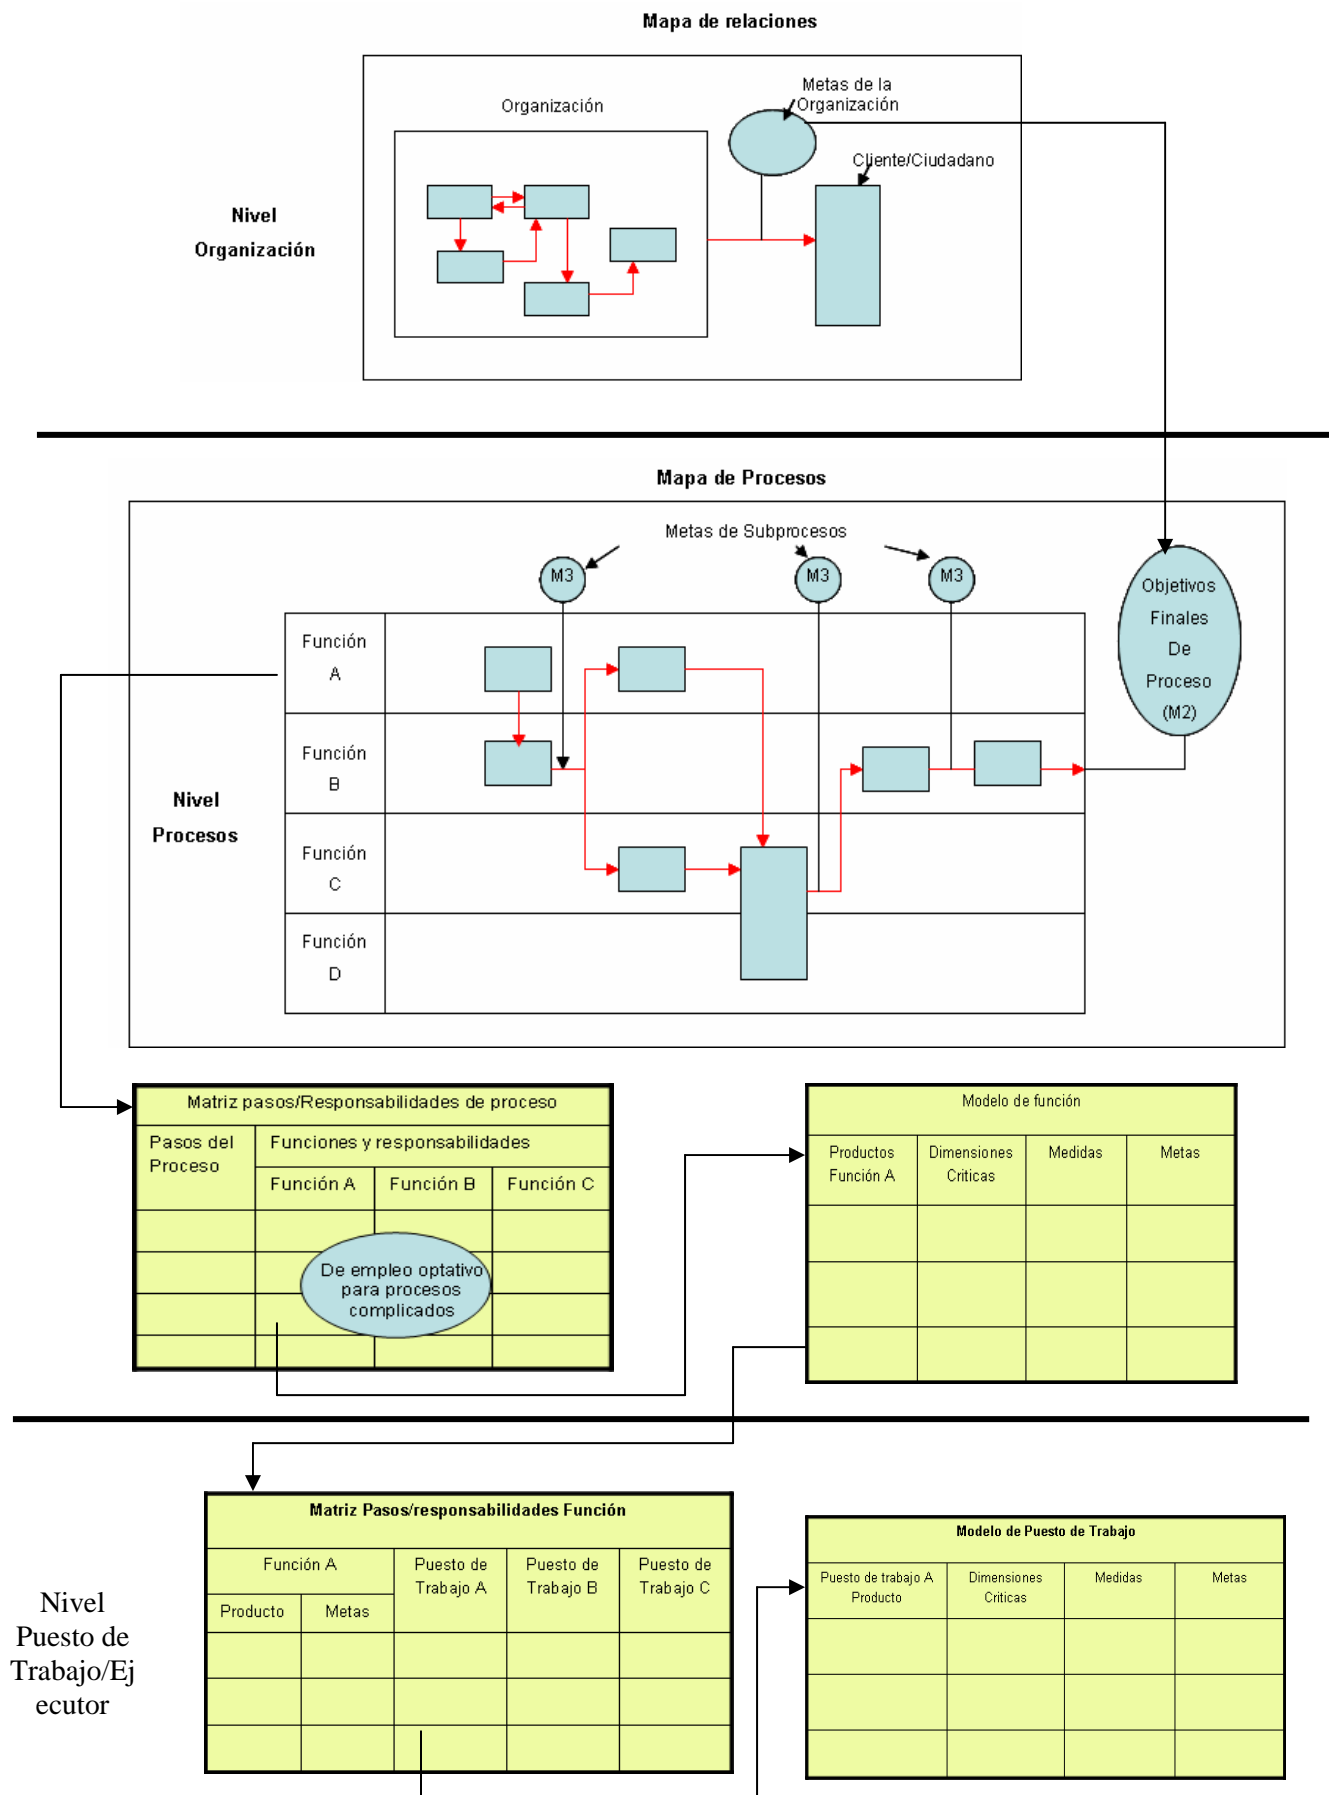 Mapa de relaciones
Metas de la
Organización
Organización
Cliente/Ciudadano
Nivel
Organización
Mapa de Procesos
Metas de Subprocesos
M3
M3
M3
Objetivos
Finales
De
Proceso
(M2)
Función
A
Función
B
Nivel
Procesos
Función
C
Función
D
Matriz pasos/Responsabilidades de proceso
Pasos del
Proceso
Funciones y responsabilidades
Función A
Función B
Función C
De empleo optativo
para procesos
complicados
Modelo de función
Productos
Función A
Dimensiones
Criticas
Medidas
Metas
Nivel
Puesto de
Trabajo/Ej
ecutor
Matriz Pasos/responsabilidades Función
Función A
Producto
Metas
Puesto de
Trabajo A
Puesto de
Trabajo B
Puesto de
Trabajo C
Modelo de Puesto de Trabajo
Puesto de trabajo A
Producto
Dimensiones
Criticas
Medidas
Metas